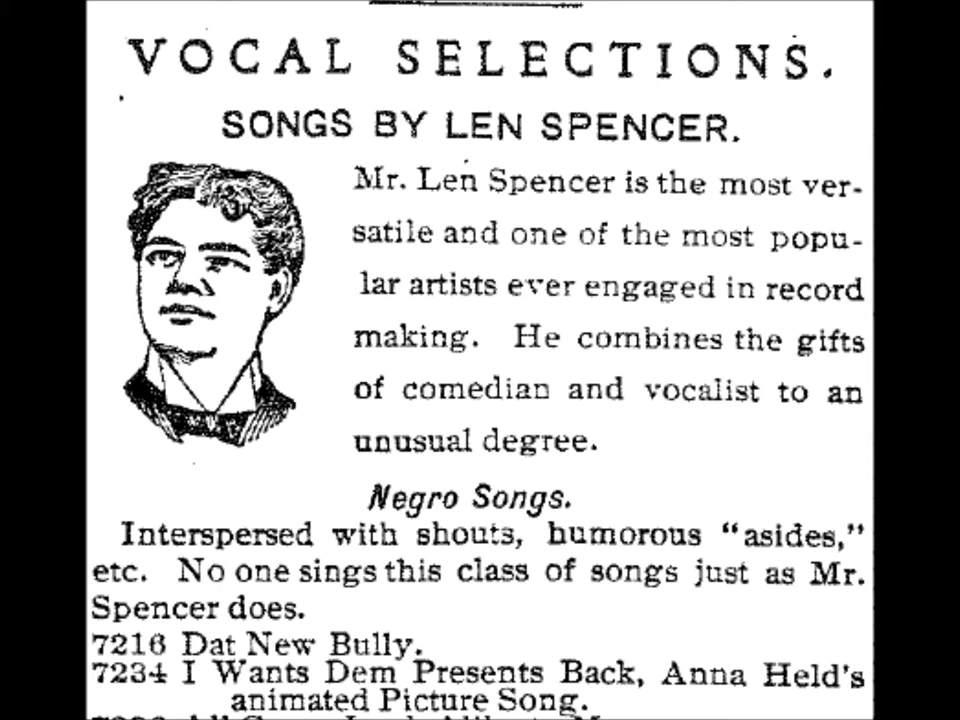 VOCAL SELECTIONS.
SONGS BY LEN SPENCER.
Mr. Len Spencer is the most ver-
satile and one of the most popu-
lar artists ever engaged in record
making. He combines the gifts
of comedian and vocalist to an
unusual degree.
Negro Songs.
Interspersed with shouts, humorous “asides,”
etc. No one sings this class of songs just as Mr.
Spencer does.
7216 Dat New Bully.
7234 I Wants Dem Presents Back, Anna Held's
animated Picture Song.